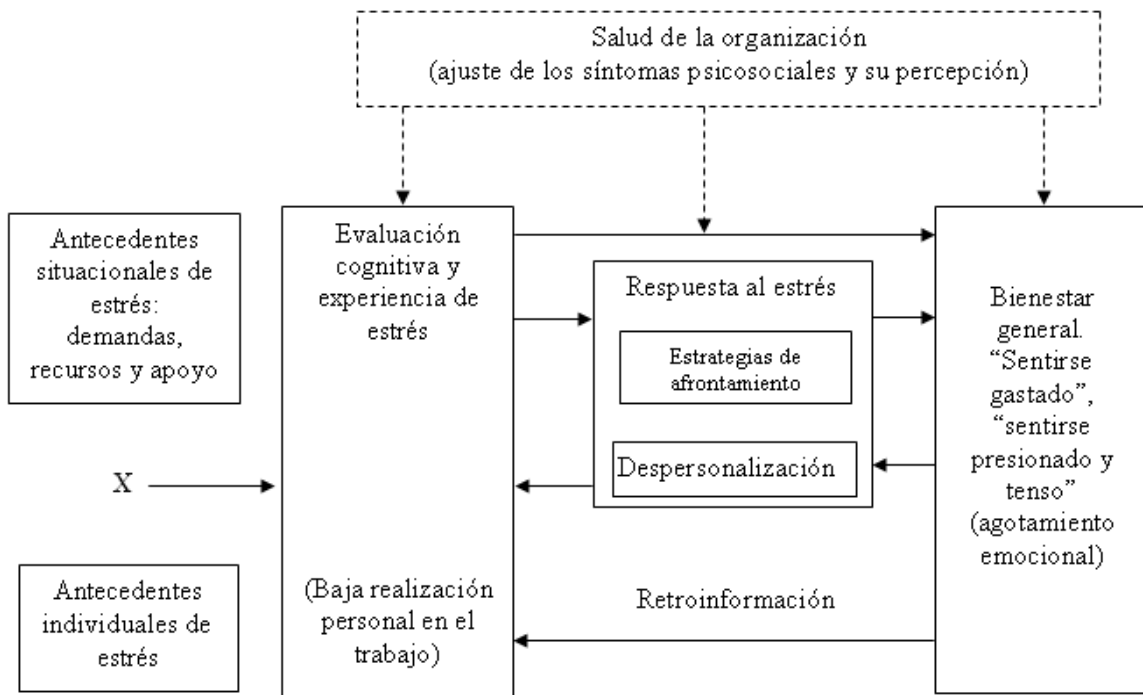 Salud de la organización
(ajuste de los síntomas psicosociales y su percepción)
Antecedentes
situacionales de
estrés:
demandas,
recursos y apoyo
X
Antecedentes
individuales de
estrés
Evaluación
cognitiva y
experiencia de
estrés
(Baja realización
personal en el
trabajo)
Respuesta al estrés
Estrategias de
afrontamiento
Despersonalización
Retroinformación
Bienestar
general.
“Sentirse
gastado”,
“sentirse
presionado y
tenso”
(agotamiento
emocional)